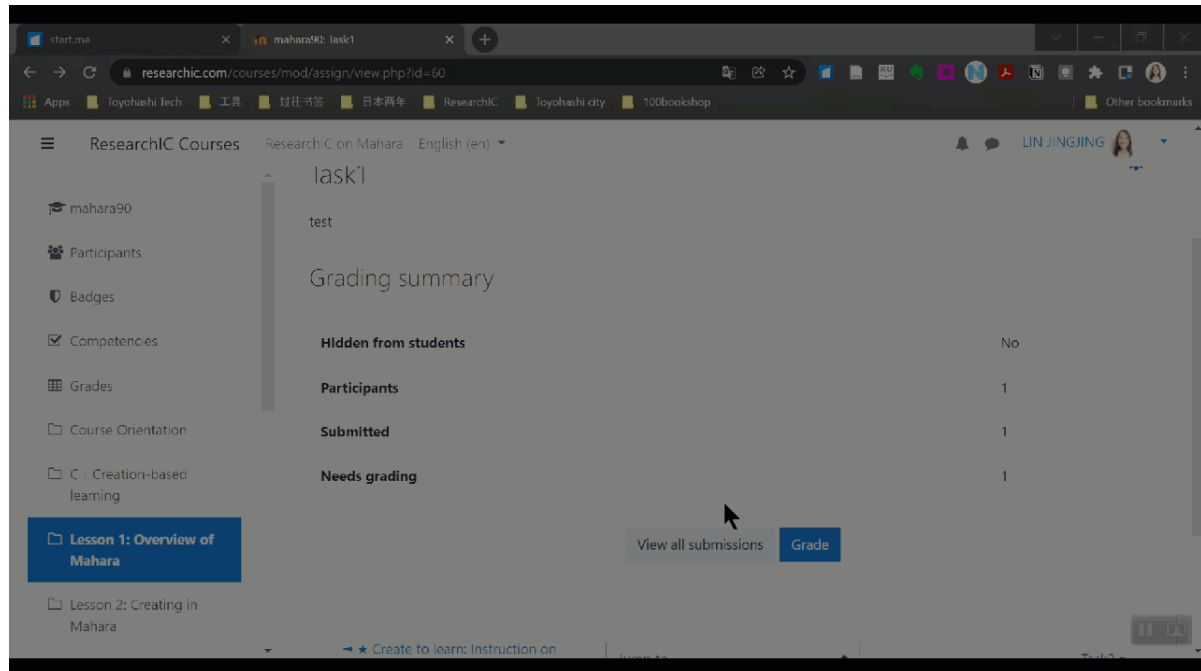 start.me
mahara90: Task1
researchic.com/courses/mod/assign/view.php?id=60
Apps Toyohashi Tech 工具 过往书签 日本两年 ResearchIC Toyohashi city 100bookshop Other bookmarks
ResearchIC Courses ResearchIC on Mahara English (en) LIN JINGJING
Task1
mahara90
test
Participants
Grading summary
Badges
Competencies
Hidden from students No
Grades
Participants 1
Course Orientation
Submitted 1
C | Creation-based
learning
Needs grading 1
Lesson 1: Overview of
Mahara
View all submissions Grade
Lesson 2: Creating in
Mahara
◄ ★ Create to learn: Instruction on
Jump to...
Task2